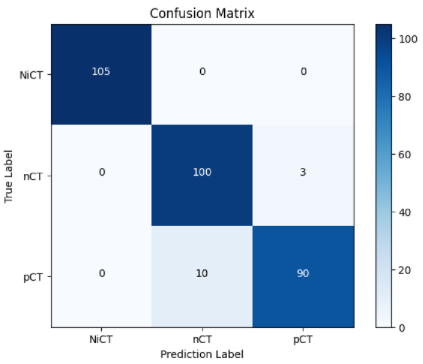 Confusion Matrix
True Label
NiCT 105 0 0
nCT 0 100 3
pCT 0 10 90
NiCT nCT pCT
Prediction Label
100
80
60
40
20
0